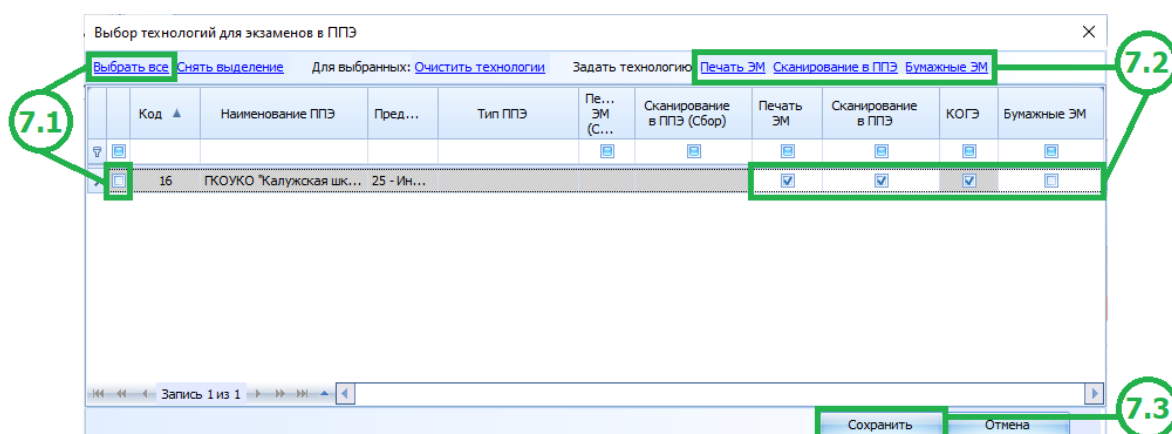 Выбор технологий для экзаменов в ППЭ
Выбрать все Снять выделение Для выбранных: Очистить технологии Задать технологию Печать ЭМ Сканирование в ППЭ Бумажные ЭМ
7.2
7.1
Код Наименование ППЭ Пред... Тип ППЭ Пе... ЭМ (С... Сканирование в ППЭ (Сбор) Печать ЭМ Сканирование в ППЭ КОГЭ Бумажные ЭМ
16 ГКОУКО "Калужская шк... 25 - Ин...
Запись 1 из 1
7.3
Сохранить Отмена